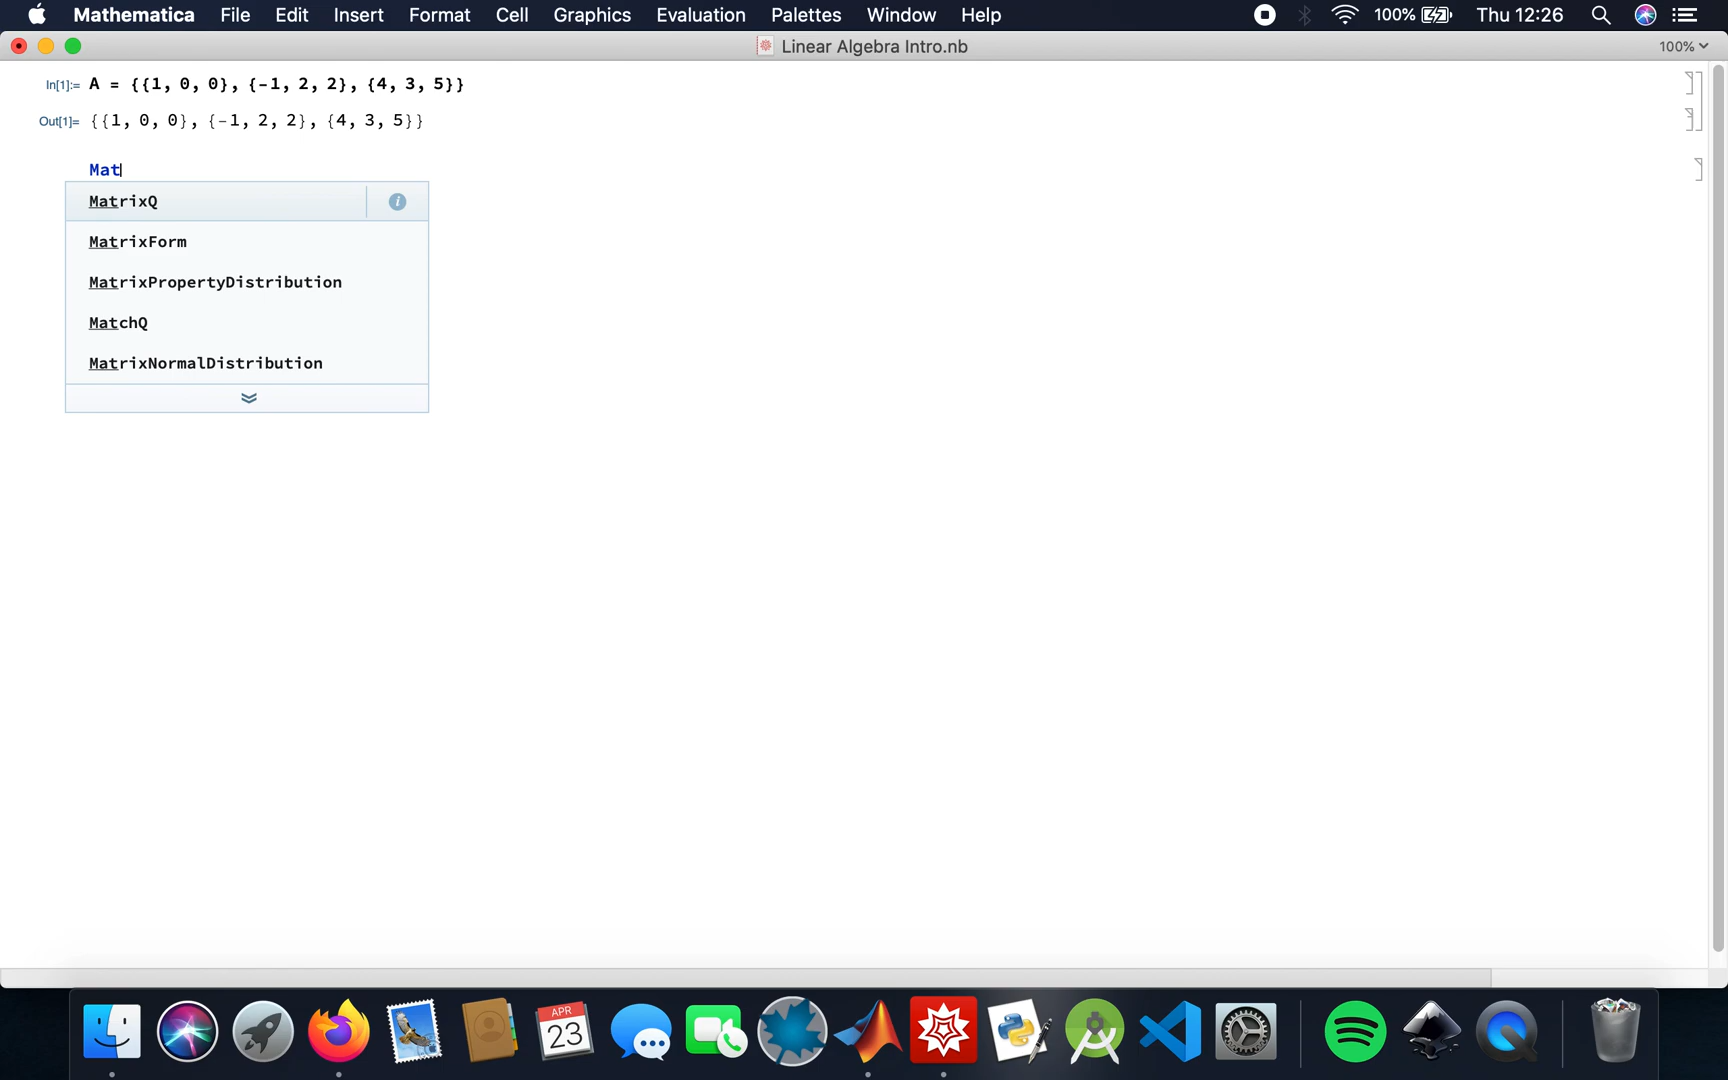 Mathematica File Edit Insert Format Cell Graphics Evaluation Palettes Window Help 100% Thu 12:26
Linear Algebra Intro.nb 100%
In[1]:= A = {{1, 0, 0}, {-1, 2, 2}, {4, 3, 5}}
Out[1]= {{1, 0, 0}, {-1, 2, 2}, {4, 3, 5}}
Mat
MatrixQ i
MatrixForm
MatrixPropertyDistribution
MatchQ
MatrixNormalDistribution
APR
23